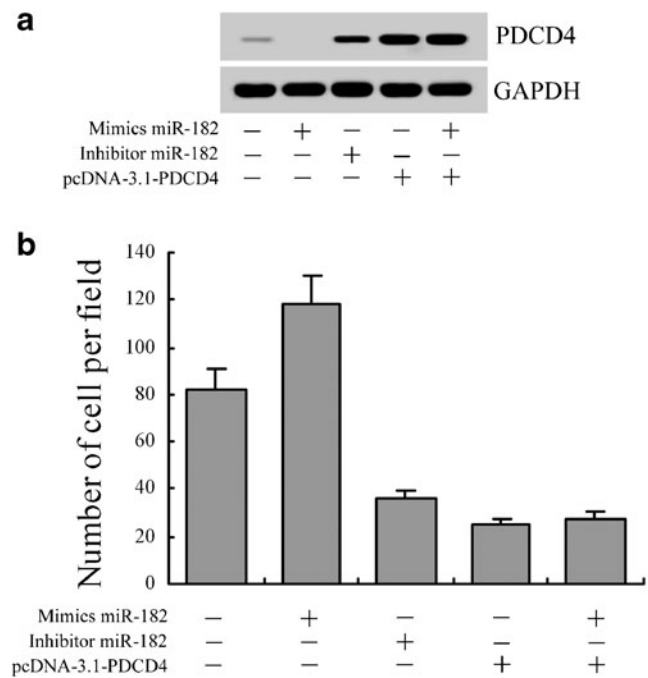 a
PDCD4
GAPDH
Mimics miR-182 — + — — +
Inhibitor miR-182 — — + — —
pcDNA-3.1-PDCD4 — — — + +
b
Number of cell per field
140
120
100
80
60
40
20
0
Mimics miR-182 — + — — +
Inhibitor miR-182 — — + — —
pcDNA-3.1-PDCD4 — — — + +